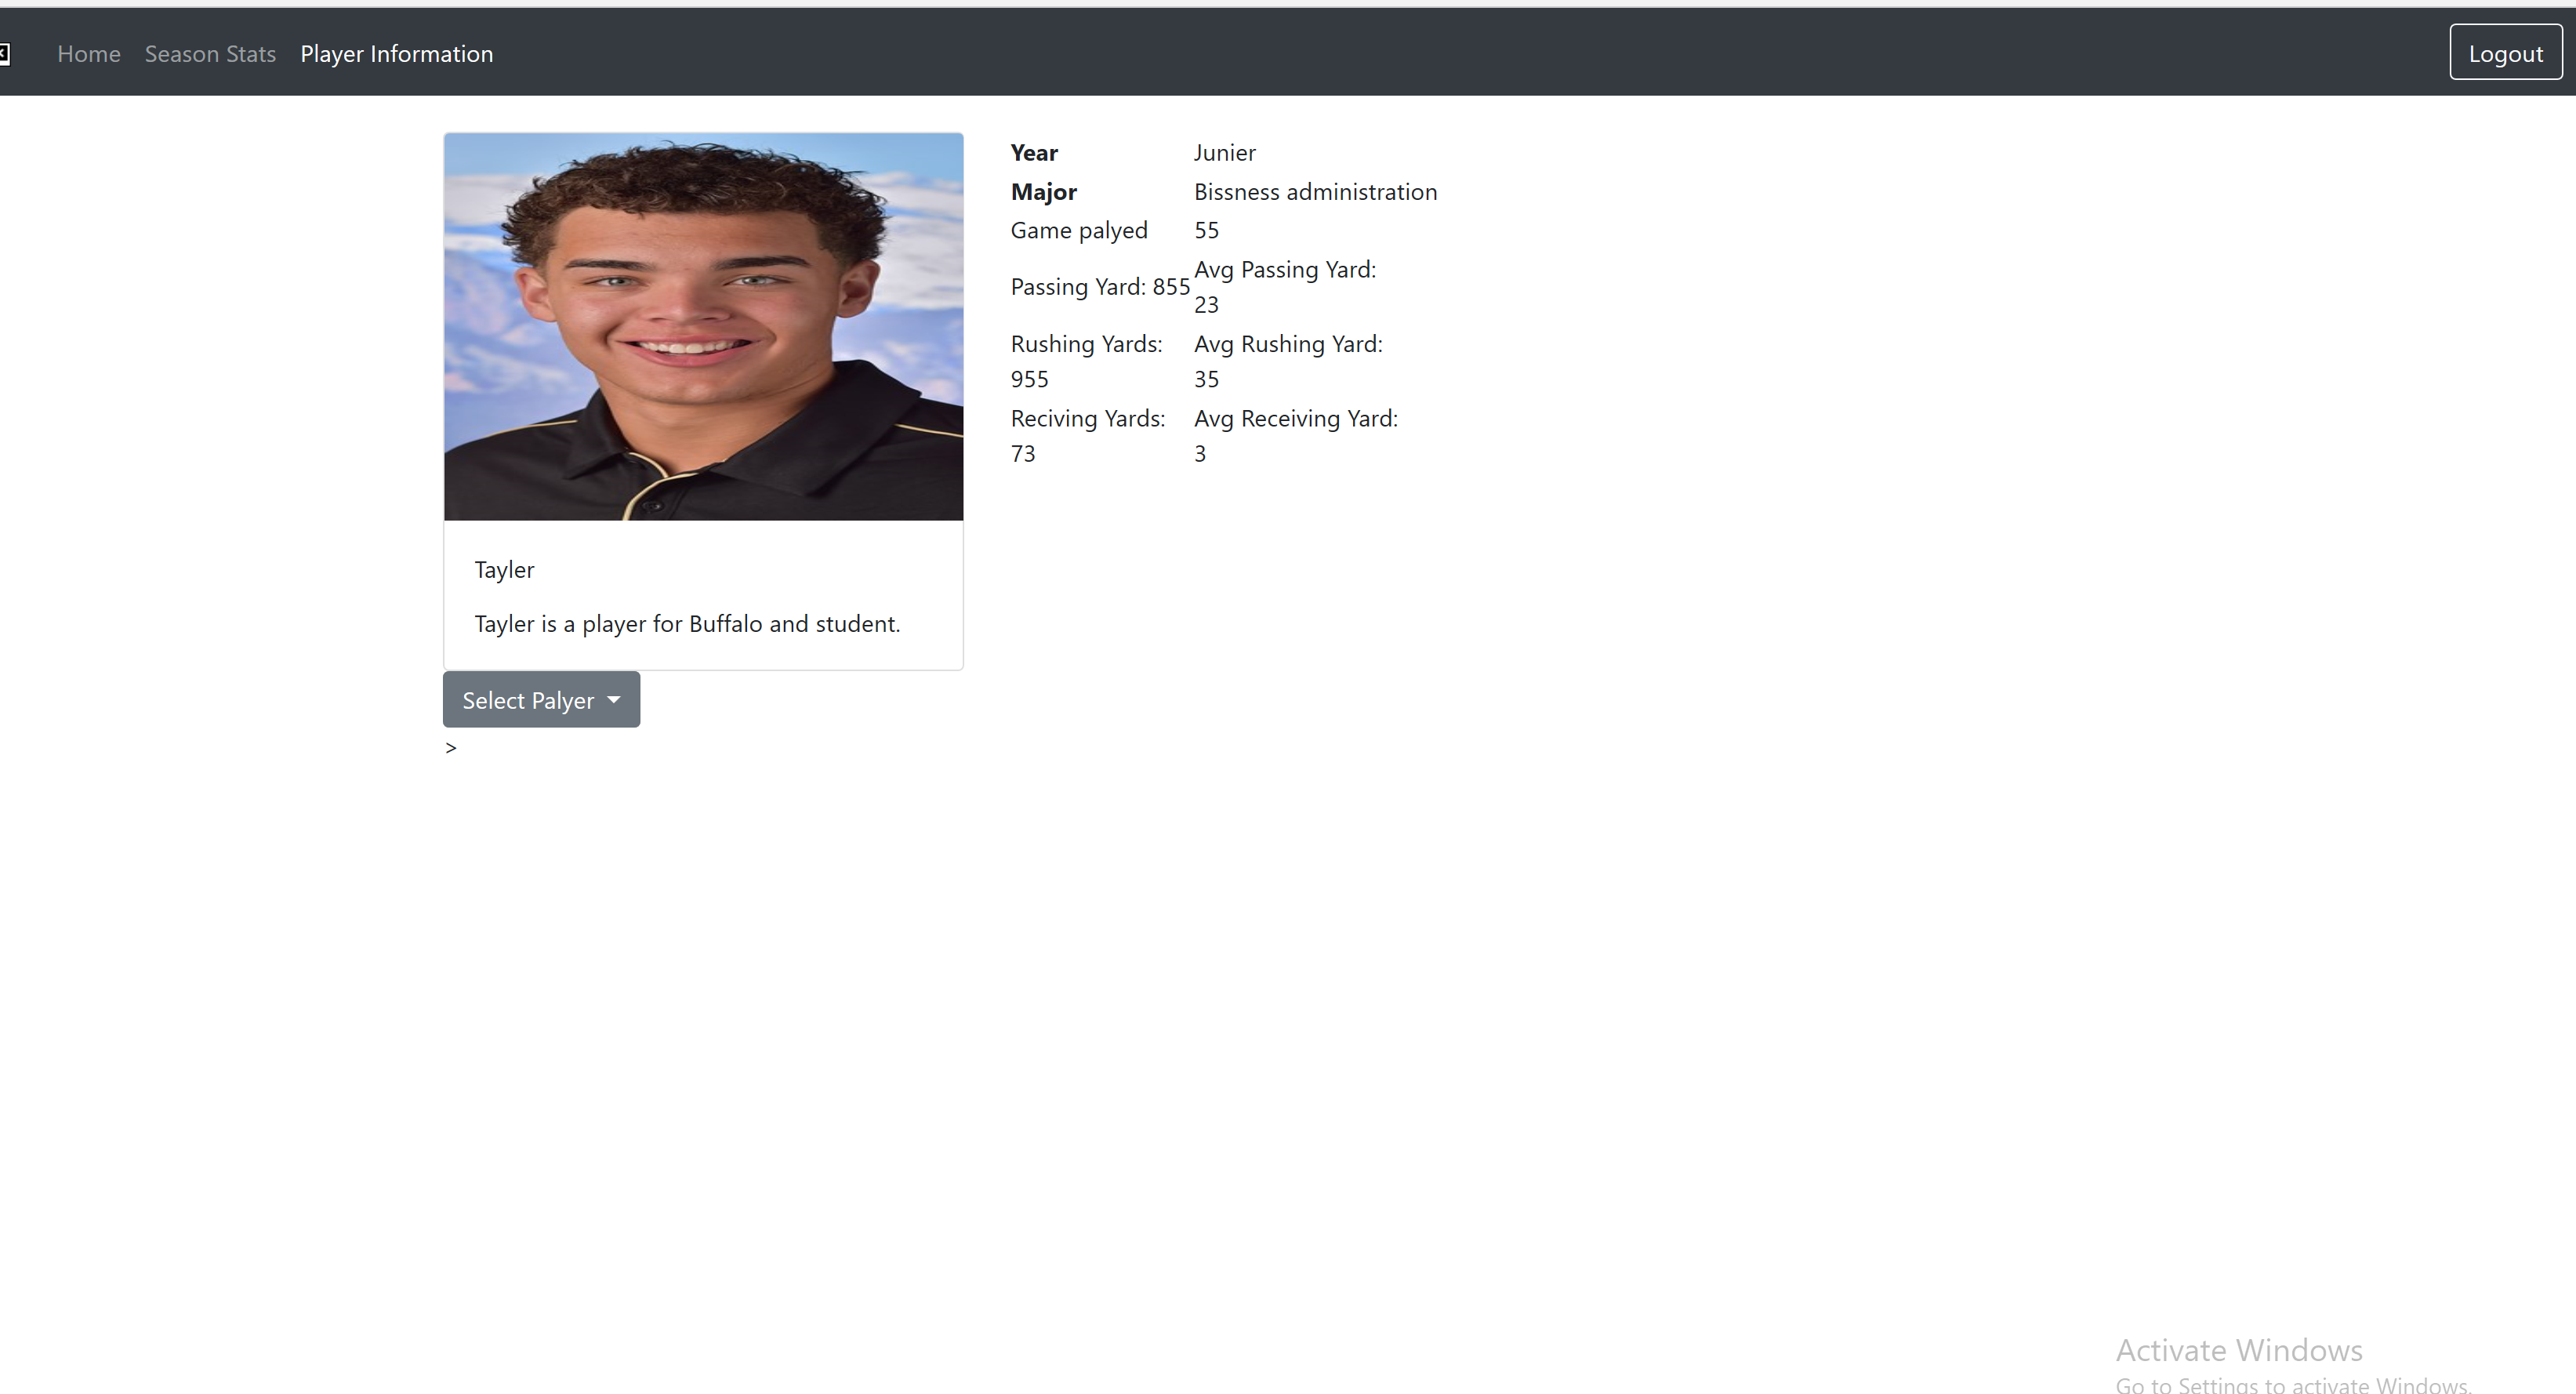 Home Season Stats Player Information Logout
Year Junier
Major Bissness administration
Game palyed 55
Passing Yard: 855 Avg Passing Yard:
23
Rushing Yards: Avg Rushing Yard:
955 35
Reciving Yards: Avg Receiving Yard:
73 3
Tayler
Tayler is a player for Buffalo and student.
Select Palyer
>
Activate Windows
Go to Settings to activate Windows.